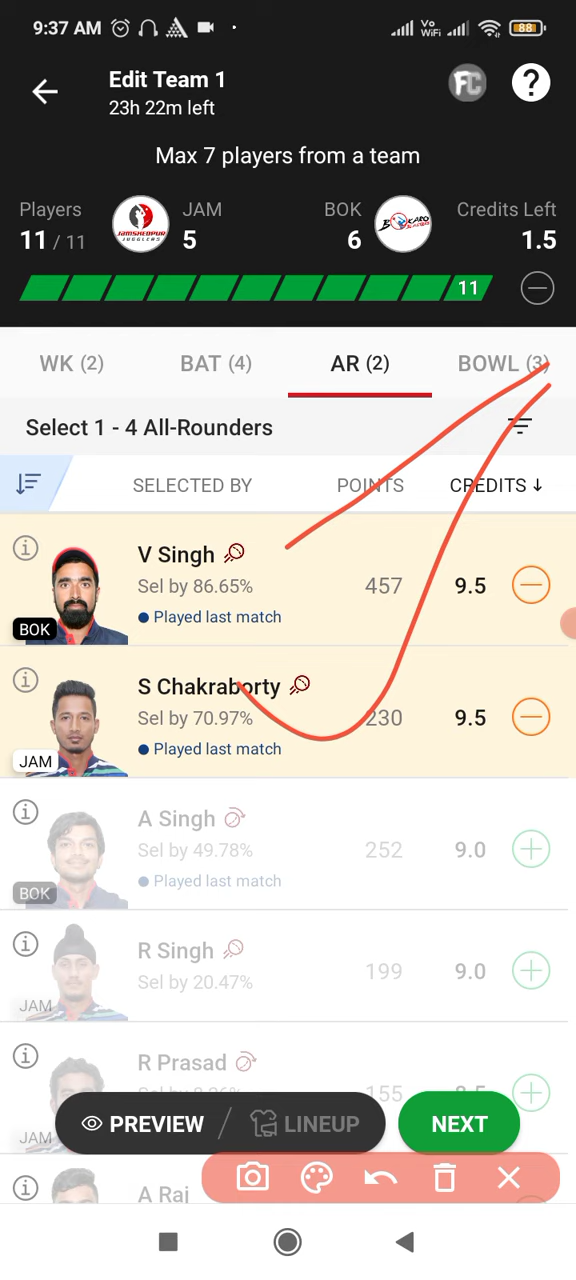 9:37 AM Vo WiFi 88
Edit Team 1 FC ?
23h 22m left
Max 7 players from a team
Players JAM BOK Credits Left
11 / 11 5 6 1.5
11
WK (2) BAT (4) AR (2) BOWL (3)
Select 1 - 4 All-Rounders
SELECTED BY POINTS CREDITS ↓
V Singh
Sel by 86.65% 457 9.5
BOK Played last match
S Chakraborty
Sel by 70.97% 230 9.5
JAM Played last match
A Singh
Sel by 49.78% 252 9.0
BOK Played last match
R Singh
Sel by 20.47% 199 9.0
JAM
R Prasad
155
JAM PREVIEW / LINEUP NEXT
A Rai